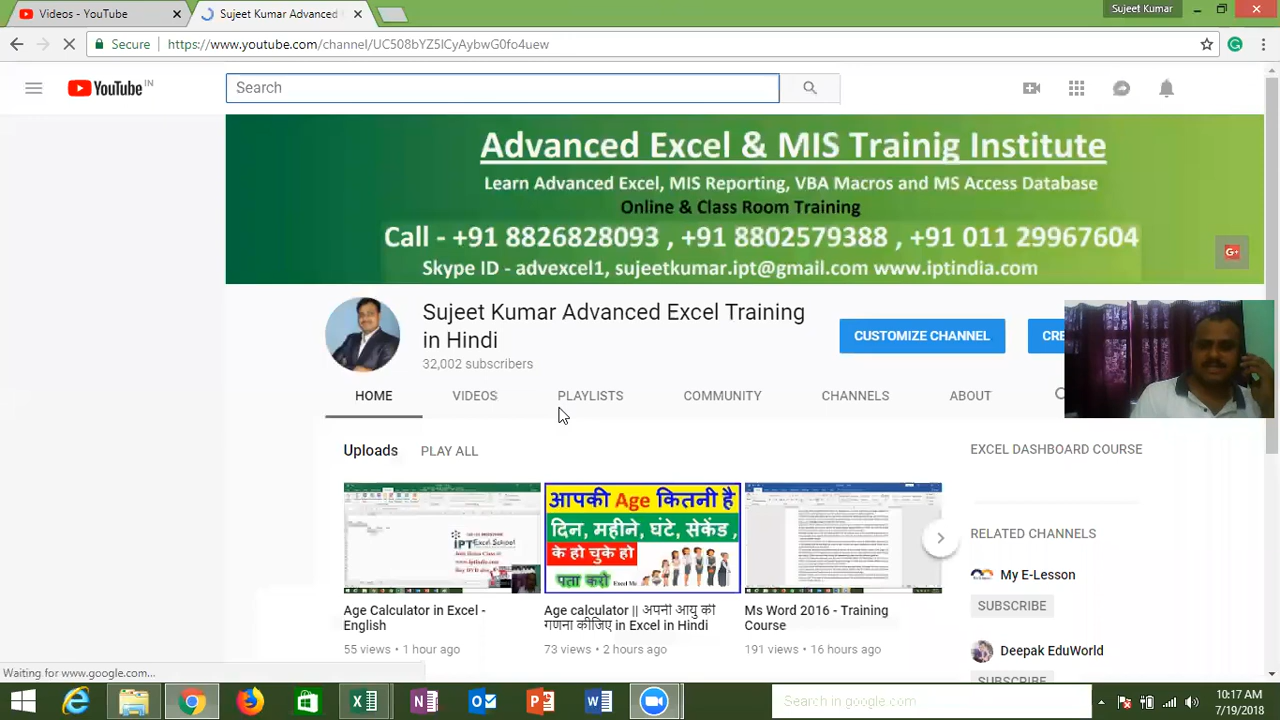 Videos - YouTube
Sujeet Kumar Advanced
Sujeet Kumar
Secure
https://www.youtube.com/channel/UC508bYZ5ICyAybwG0fo4uew
YouTube IN
Search
Advanced Excel & MIS Trainig Institute
Learn Advanced Excel, MIS Reporting, VBA Macros and MS Access Database
Online & Class Room Training
Call - +91 8826828093 , +91 8802579388 , +91 011 29967604
Skype ID - advexcel1, sujeetkumar.ipt@gmail.com www.iptindia.com
Sujeet Kumar Advanced Excel Training
in Hindi
32,002 subscribers
CUSTOMIZE CHANNEL
CRE
HOME
VIDEOS
PLAYLISTS
COMMUNITY
CHANNELS
ABOUT
Uploads
PLAY ALL
EXCEL DASHBOARD COURSE
आपकी Age कितनी है
दिन, महीने, घंटे, सेकेंड ,
के हो चुके हो
Excel School
Age Calculator in Excel -
English
55 views • 1 hour ago
Age calculator || अपनी आयु की
गणना कीजिए in Excel in Hindi
73 views • 2 hours ago
Ms Word 2016 - Training
Course
191 views • 16 hours ago
RELATED CHANNELS
My E-Lesson
SUBSCRIBE
Deepak EduWorld
SUBSCRIBE
Waiting for www.google.com...
Search in google.com
10:17 AM
7/19/2018